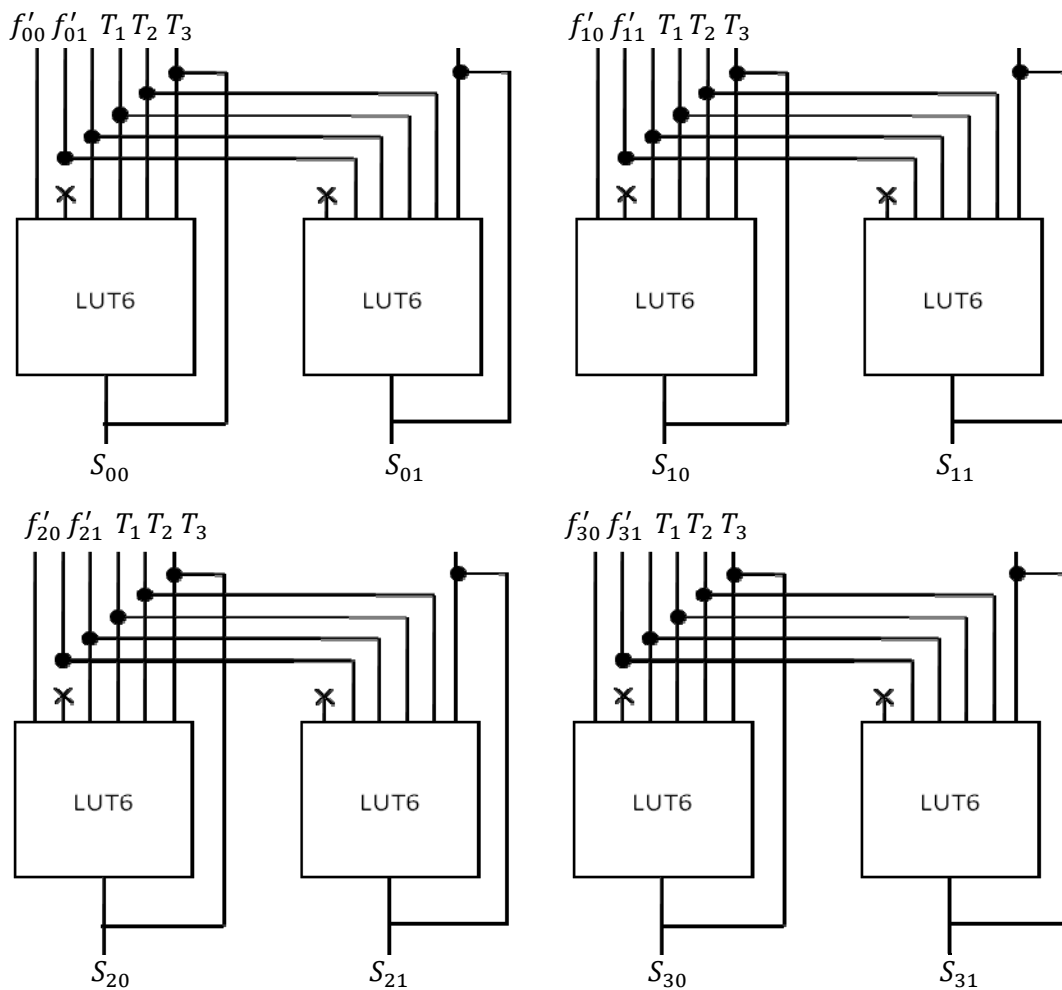 f′₀₀ f′₀₁ T₁ T₂ T₃
f′₁₀ f′₁₁ T₁ T₂ T₃
LUT6
LUT6
LUT6
LUT6
S₀₀
S₀₁
S₁₀
S₁₁
f′₂₀ f′₂₁ T₁ T₂ T₃
f′₃₀ f′₃₁ T₁ T₂ T₃
LUT6
LUT6
LUT6
LUT6
S₂₀
S₂₁
S₃₀
S₃₁